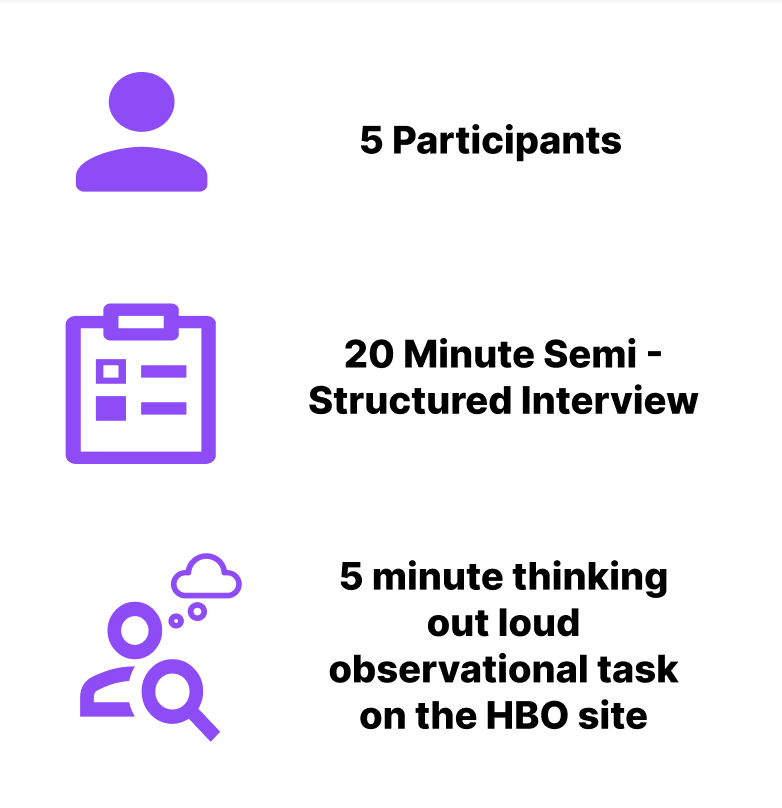 5 Participants
20 Minute Semi -
Structured Interview
5 minute thinking
out loud
observational task
on the HBO site